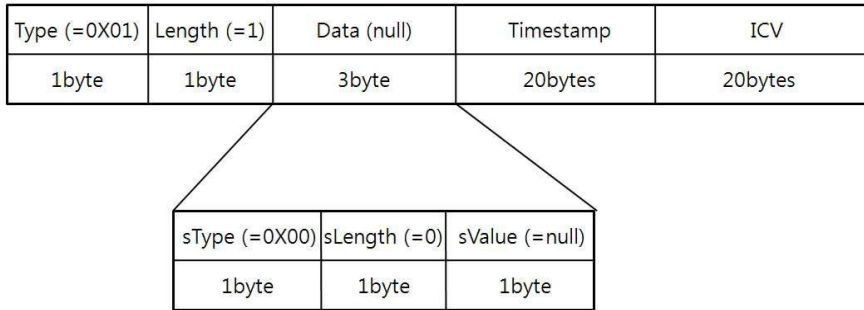 Type (=0X01) Length (=1) Data (null) Timestamp ICV
1byte 1byte 3byte 20bytes 20bytes
sType (=0X00) sLength (=0) sValue (=null)
1byte 1byte 1byte